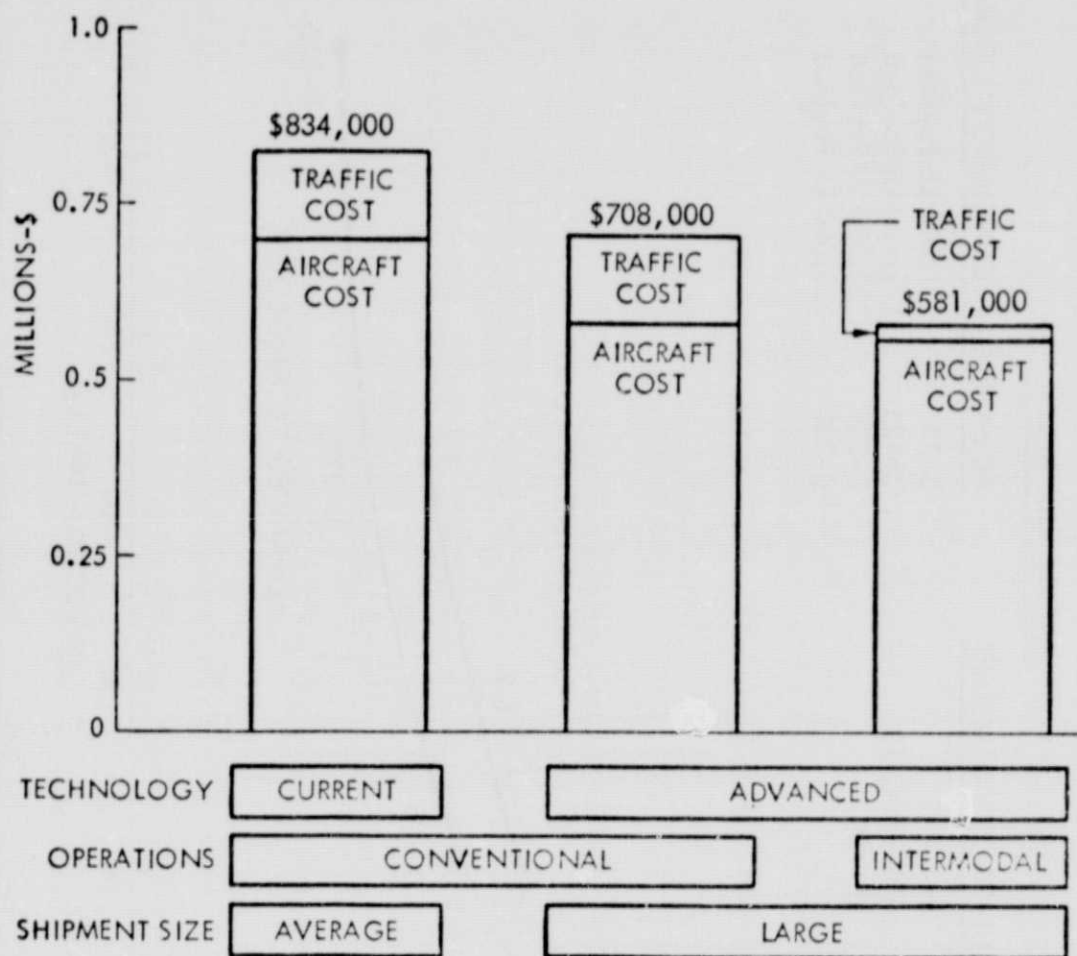 1.0
$834,000
TRAFFIC
COST
0.75
$708,000
TRAFFIC
COST
AIRCRAFT
COST
TRAFFIC
COST
MILLIONS-$
$581,000
0.5
AIRCRAFT
COST
AIRCRAFT
COST
0.25
0
TECHNOLOGY CURRENT ADVANCED
OPERATIONS CONVENTIONAL INTERMODAL
SHIPMENT SIZE AVERAGE LARGE